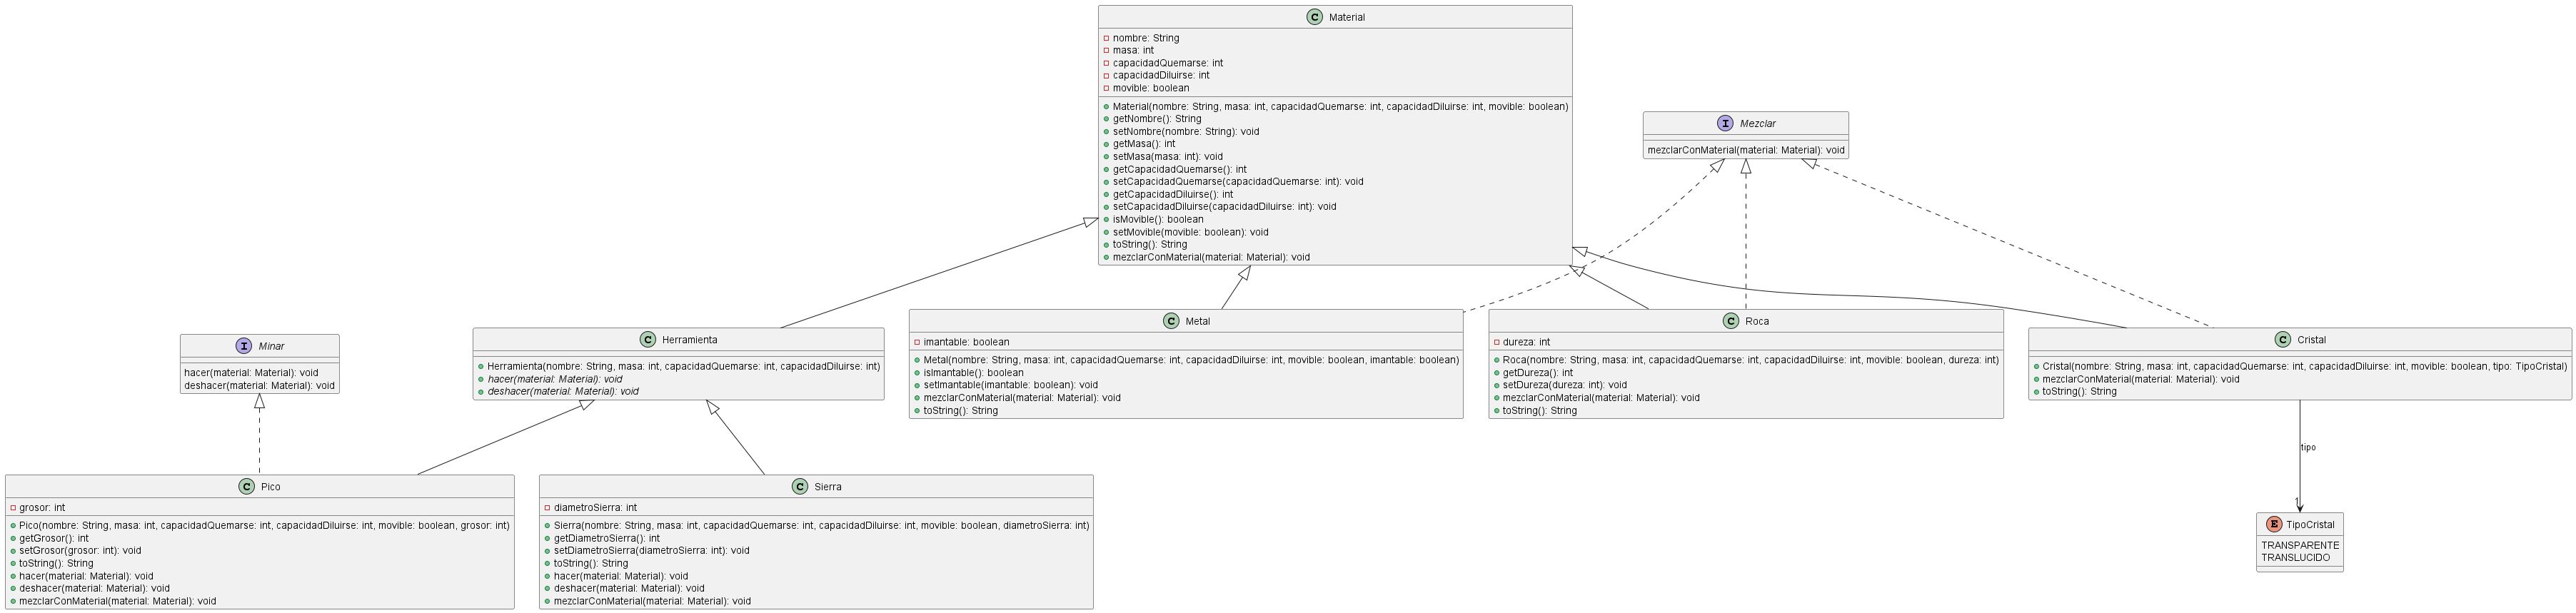 C Material
nombre: String
masa: int
capacidadQuemarse: int
capacidadDiluirse: int
movible: boolean
Material(nombre: String, masa: int, capacidadQuemarse: int, capacidadDiluirse: int, movible: boolean)
getNombre(): String
setNombre(nombre: String): void
getMasa(): int
setMasa(masa: int): void
getCapacidadQuemarse(): int
setCapacidadQuemarse(capacidadQuemarse: int): void
getCapacidadDiluirse(): int
setCapacidadDiluirse(capacidadDiluirse: int): void
isMovible(): boolean
setMovible(movible: boolean): void
toString(): String
mezclarConMaterial(material: Material): void
I Mezclar
mezclarConMaterial(material: Material): void
I Minar
hacer(material: Material): void
deshacer(material: Material): void
C Herramienta
Herramienta(nombre: String, masa: int, capacidadQuemarse: int, capacidadDiluirse: int)
hacer(material: Material): void
deshacer(material: Material): void
C Metal
imantable: boolean
Metal(nombre: String, masa: int, capacidadQuemarse: int, capacidadDiluirse: int, movible: boolean, imantable: boolean)
isImantable(): boolean
setImantable(imantable: boolean): void
mezclarConMaterial(material: Material): void
toString(): String
C Roca
dureza: int
Roca(nombre: String, masa: int, capacidadQuemarse: int, capacidadDiluirse: int, movible: boolean, dureza: int)
getDureza(): int
setDureza(dureza: int): void
mezclarConMaterial(material: Material): void
toString(): String
C Cristal
Cristal(nombre: String, masa: int, capacidadQuemarse: int, capacidadDiluirse: int, movible: boolean, tipo: TipoCristal)
mezclarConMaterial(material: Material): void
toString(): String
tipo
1
C Pico
grosor: int
Pico(nombre: String, masa: int, capacidadQuemarse: int, capacidadDiluirse: int, movible: boolean, grosor: int)
getGrosor(): int
setGrosor(grosor: int): void
toString(): String
hacer(material: Material): void
deshacer(material: Material): void
mezclarConMaterial(material: Material): void
C Sierra
diametroSierra: int
Sierra(nombre: String, masa: int, capacidadQuemarse: int, capacidadDiluirse: int, movible: boolean, diametroSierra: int)
getDiametroSierra(): int
setDiametroSierra(diametroSierra: int): void
toString(): String
hacer(material: Material): void
deshacer(material: Material): void
mezclarConMaterial(material: Material): void
E TipoCristal
TRANSPARENTE
TRANSLUCIDO